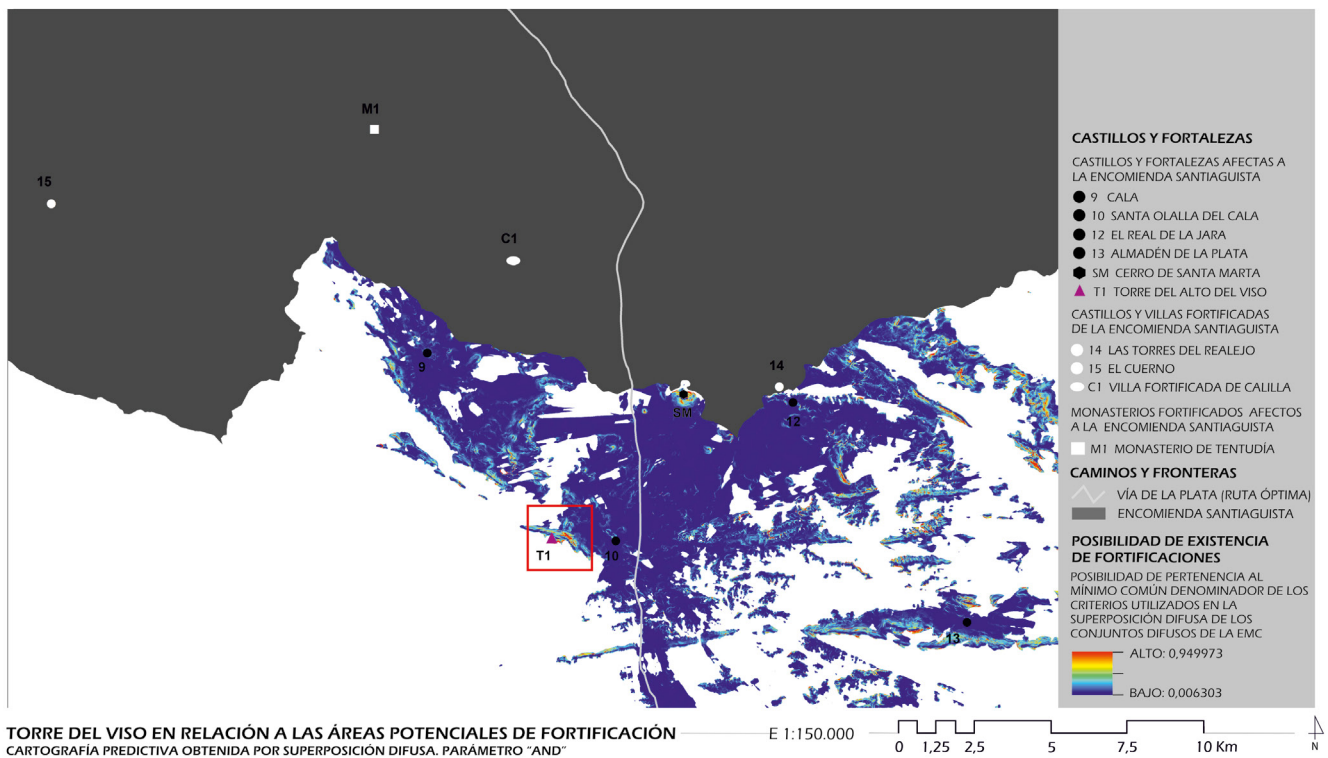 M1
15
C1
9
14
SM
12
T1
10
13
CASTILLOS Y FORTALEZAS
CASTILLOS Y FORTALEZAS AFECTAS A
LA ENCOMIENDA SANTIAGUISTA
9 CALA
10 SANTA OLALLA DEL CALA
12 EL REAL DE LA JARA
13 ALMADÉN DE LA PLATA
SM CERRO DE SANTA MARTA
T1 TORRE DEL ALTO DEL VISO
CASTILLOS Y VILLAS FORTIFICADAS
DE LA ENCOMIENDA SANTIAGUISTA
14 LAS TORRES DEL REALEJO
15 EL CUERNO
C1 VILLA FORTIFICADA DE CALILLA
MONASTERIOS FORTIFICADOS AFECTOS
A LA ENCOMIENDA SANTIAGUISTA
M1 MONASTERIO DE TENTUDÍA
CAMINOS Y FRONTERAS
VÍA DE LA PLATA (RUTA ÓPTIMA)
ENCOMIENDA SANTIAGUISTA
POSIBILIDAD DE EXISTENCIA
DE FORTIFICACIONES
POSIBILIDAD DE PERTENENCIA AL
MÍNIMO COMÚN DENOMINADOR DE LOS
CRITERIOS UTILIZADOS EN LA
SUPERPOSICIÓN DIFUSA DE LOS
CONJUNTOS DIFUSOS DE LA EMC
ALTO: 0,949973
BAJO: 0,006303
TORRE DEL VISO EN RELACIÓN A LAS ÁREAS POTENCIALES DE FORTIFICACIÓN
CARTOGRAFÍA PREDICTIVA OBTENIDA POR SUPERPOSICIÓN DIFUSA. PARÁMETRO "AND"
E 1:150.000
0 1,25 2,5 5 7,5 10 Km
N